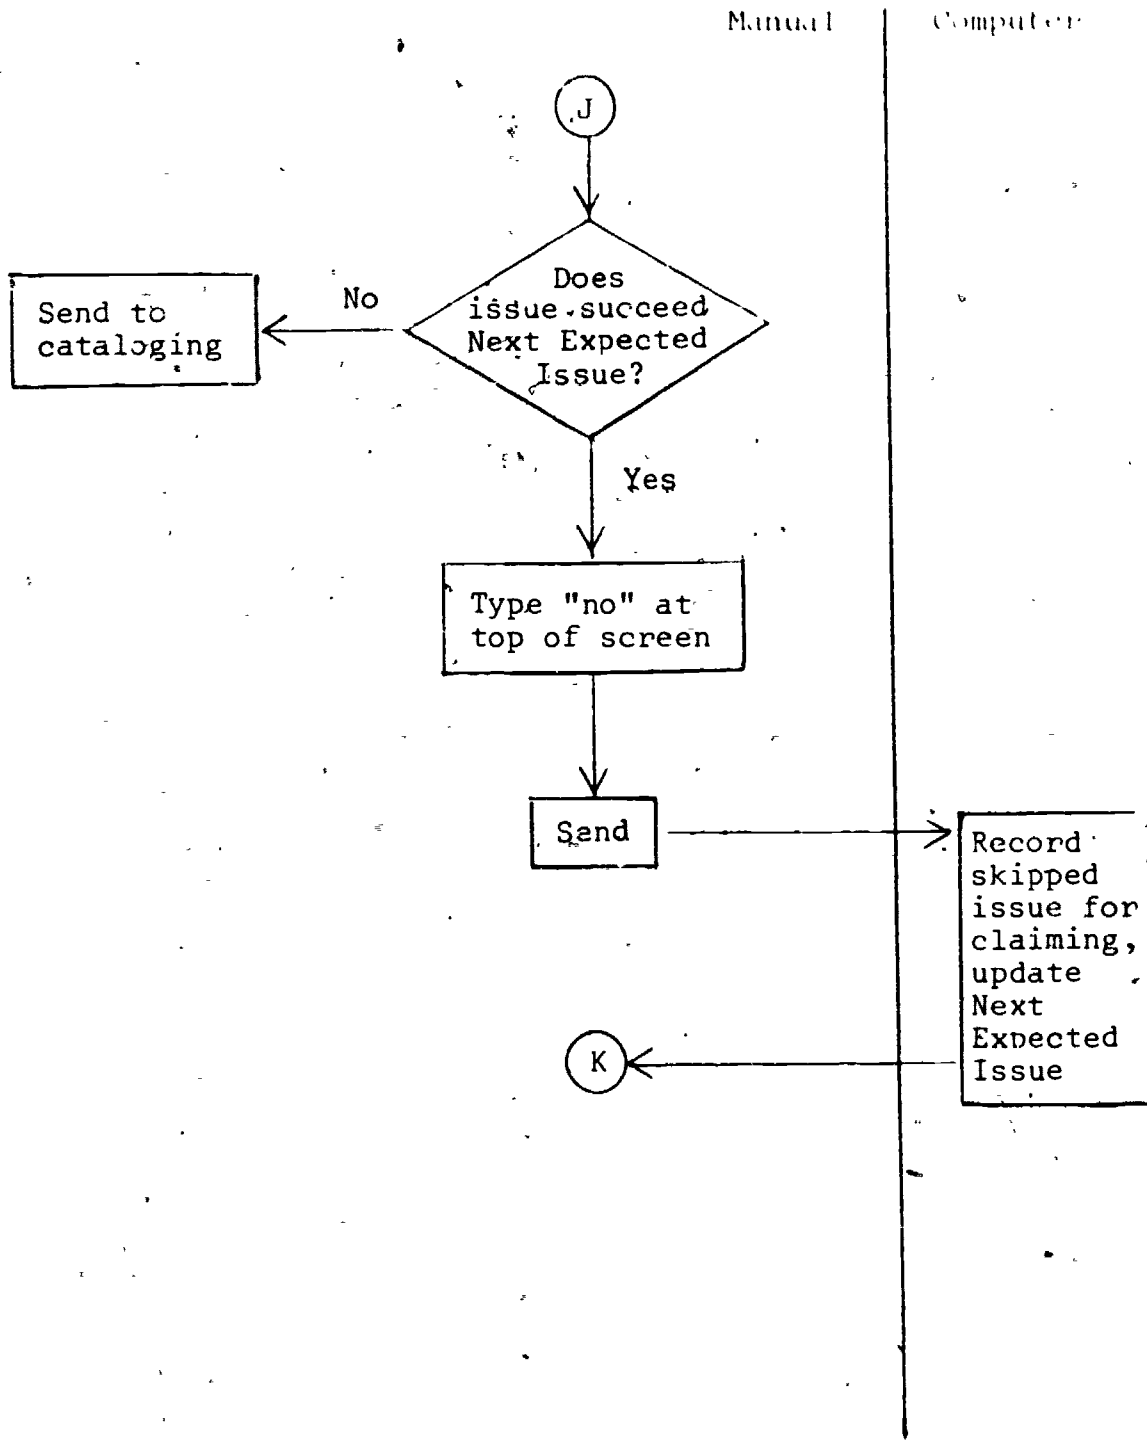 Manual
Computer
J
Does
issue succeed
Next Expected
Issue?
No
Send to
cataloging
Yes
Type "no" at
top of screen
Send
Record
skipped
issue for
claiming,
update
Next
Expected
Issue
K